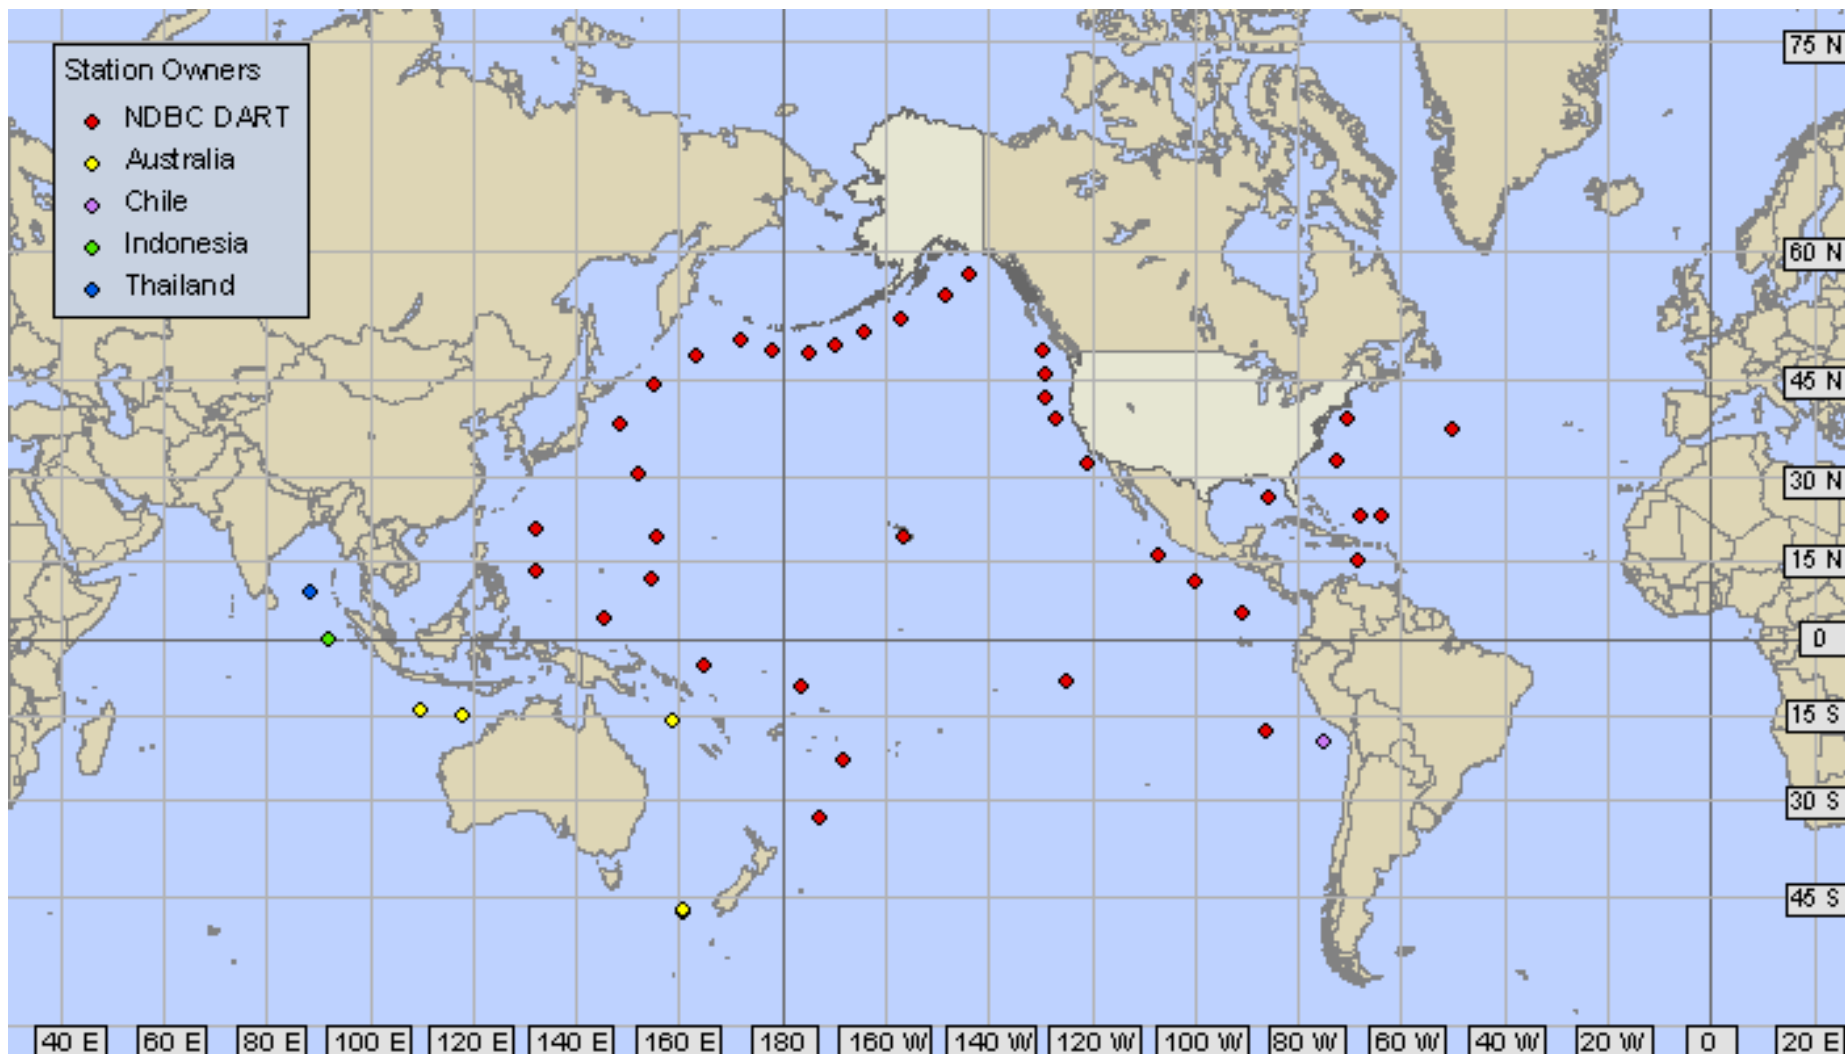 Station Owners
NDBC DART
Australia
Chile
Indonesia
Thailand
75 N
60 N
45 N
30 N
15 N
0
15 S
30 S
45 S
40 E 60 E 80 E 100 E 120 E 140 E 160 E 180 160 W 140 W 120 W 100 W 80 W 60 W 40 W 20 W 0 20 E